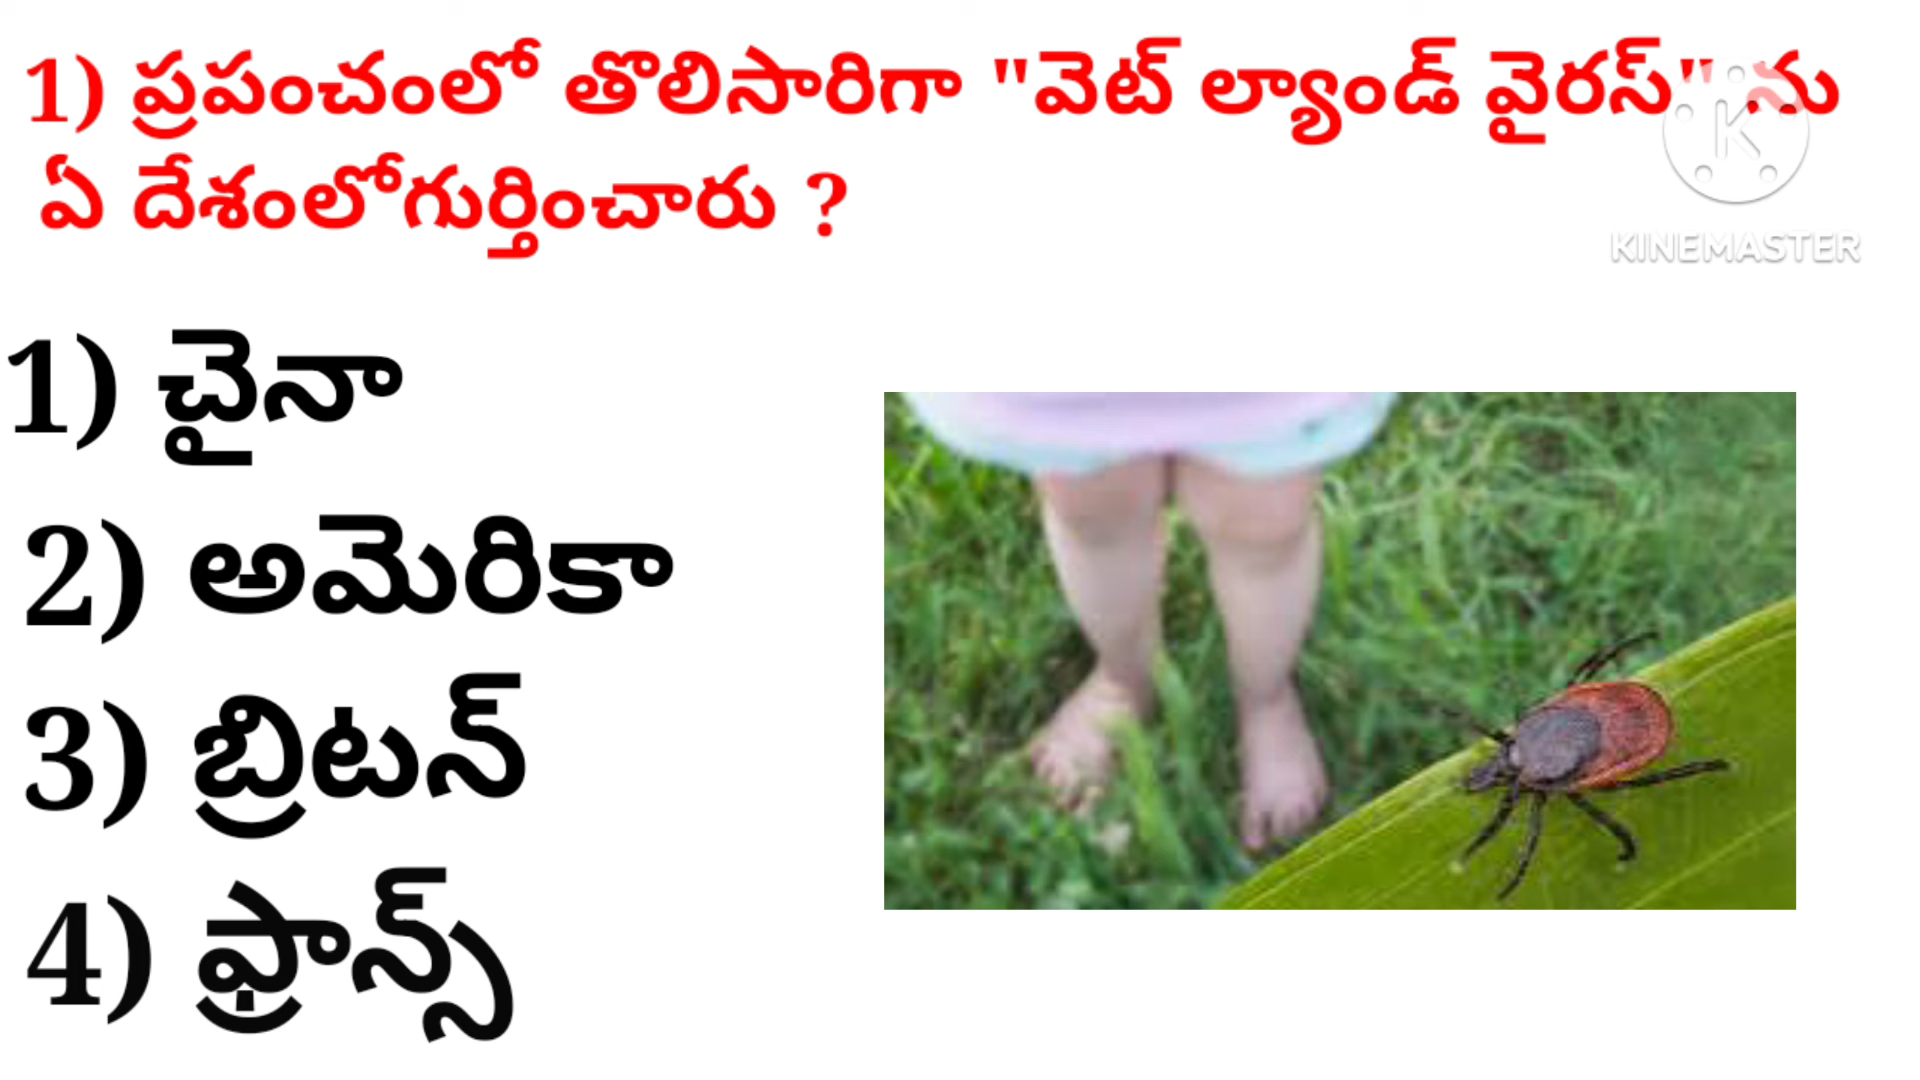 1) ప్రపంచంలో తొలిసారిగా "వెట్ ల్యాండ్ వైరస్" ను
ఏ దేశంలోగుర్తించారు ?
KINEMASTER
1) చైనా
2) అమెరికా
3) బ్రిటన్
4) ఫ్రాన్స్